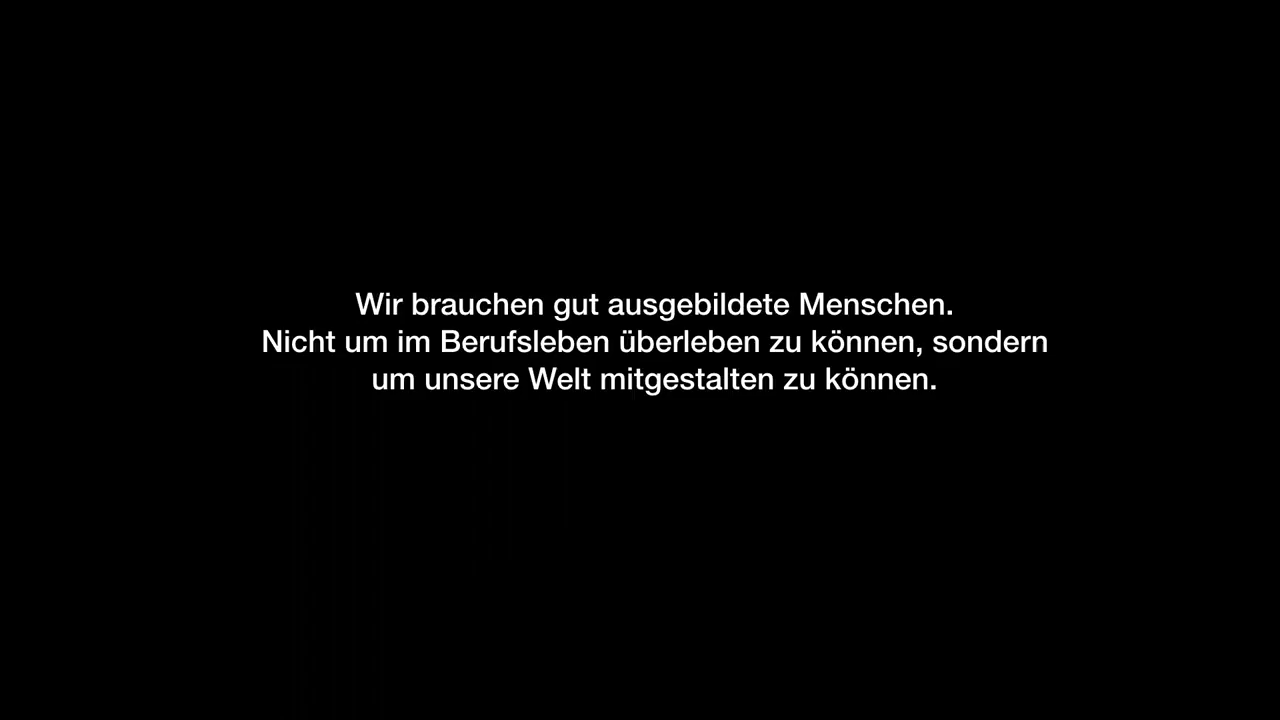 Wir brauchen gut ausgebildete Menschen.
Nicht um im Berufsleben überleben zu können, sondern
um unsere Welt mitgestalten zu können.